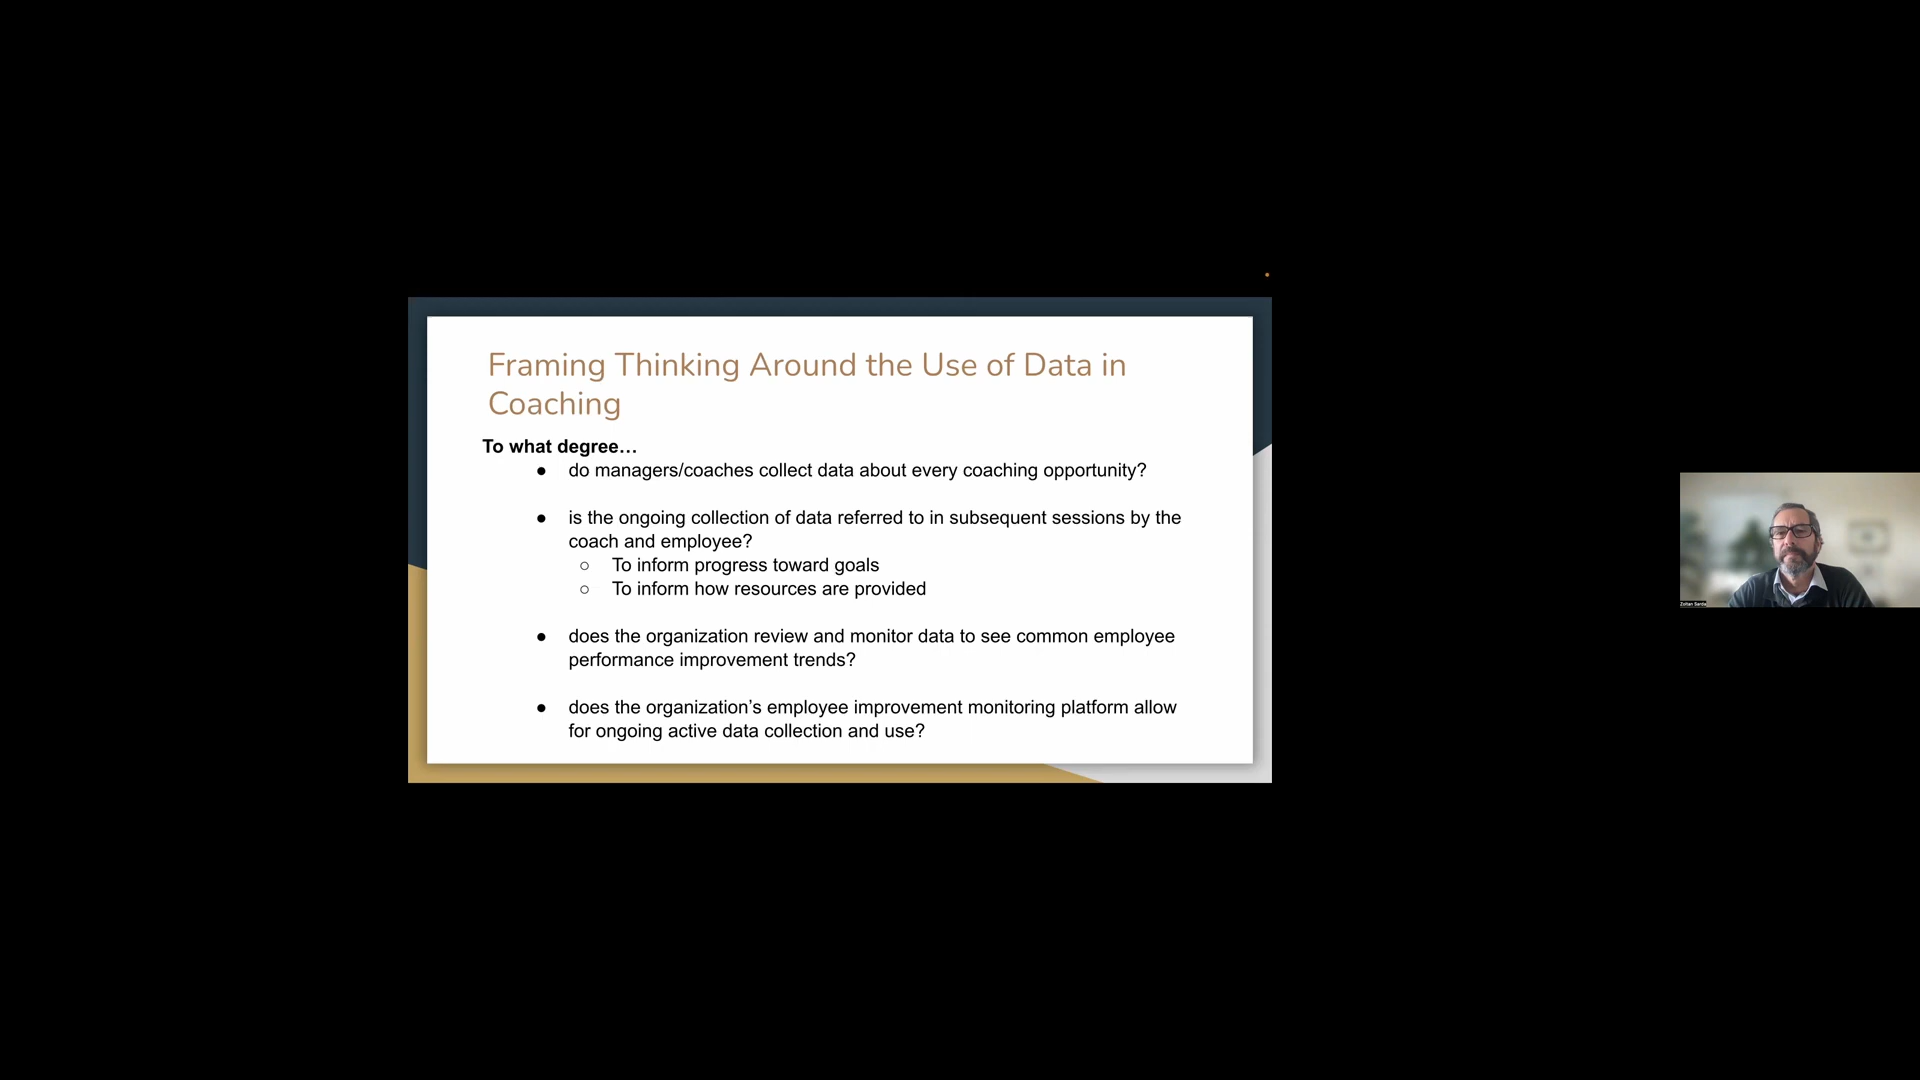 Framing Thinking Around the Use of Data in
Coaching
To what degree…
● do managers/coaches collect data about every coaching opportunity?
● is the ongoing collection of data referred to in subsequent sessions by the
coach and employee?
○ To inform progress toward goals
○ To inform how resources are provided
● does the organization review and monitor data to see common employee
performance improvement trends?
● does the organization’s employee improvement monitoring platform allow
for ongoing active data collection and use?
Zoltan Sarda